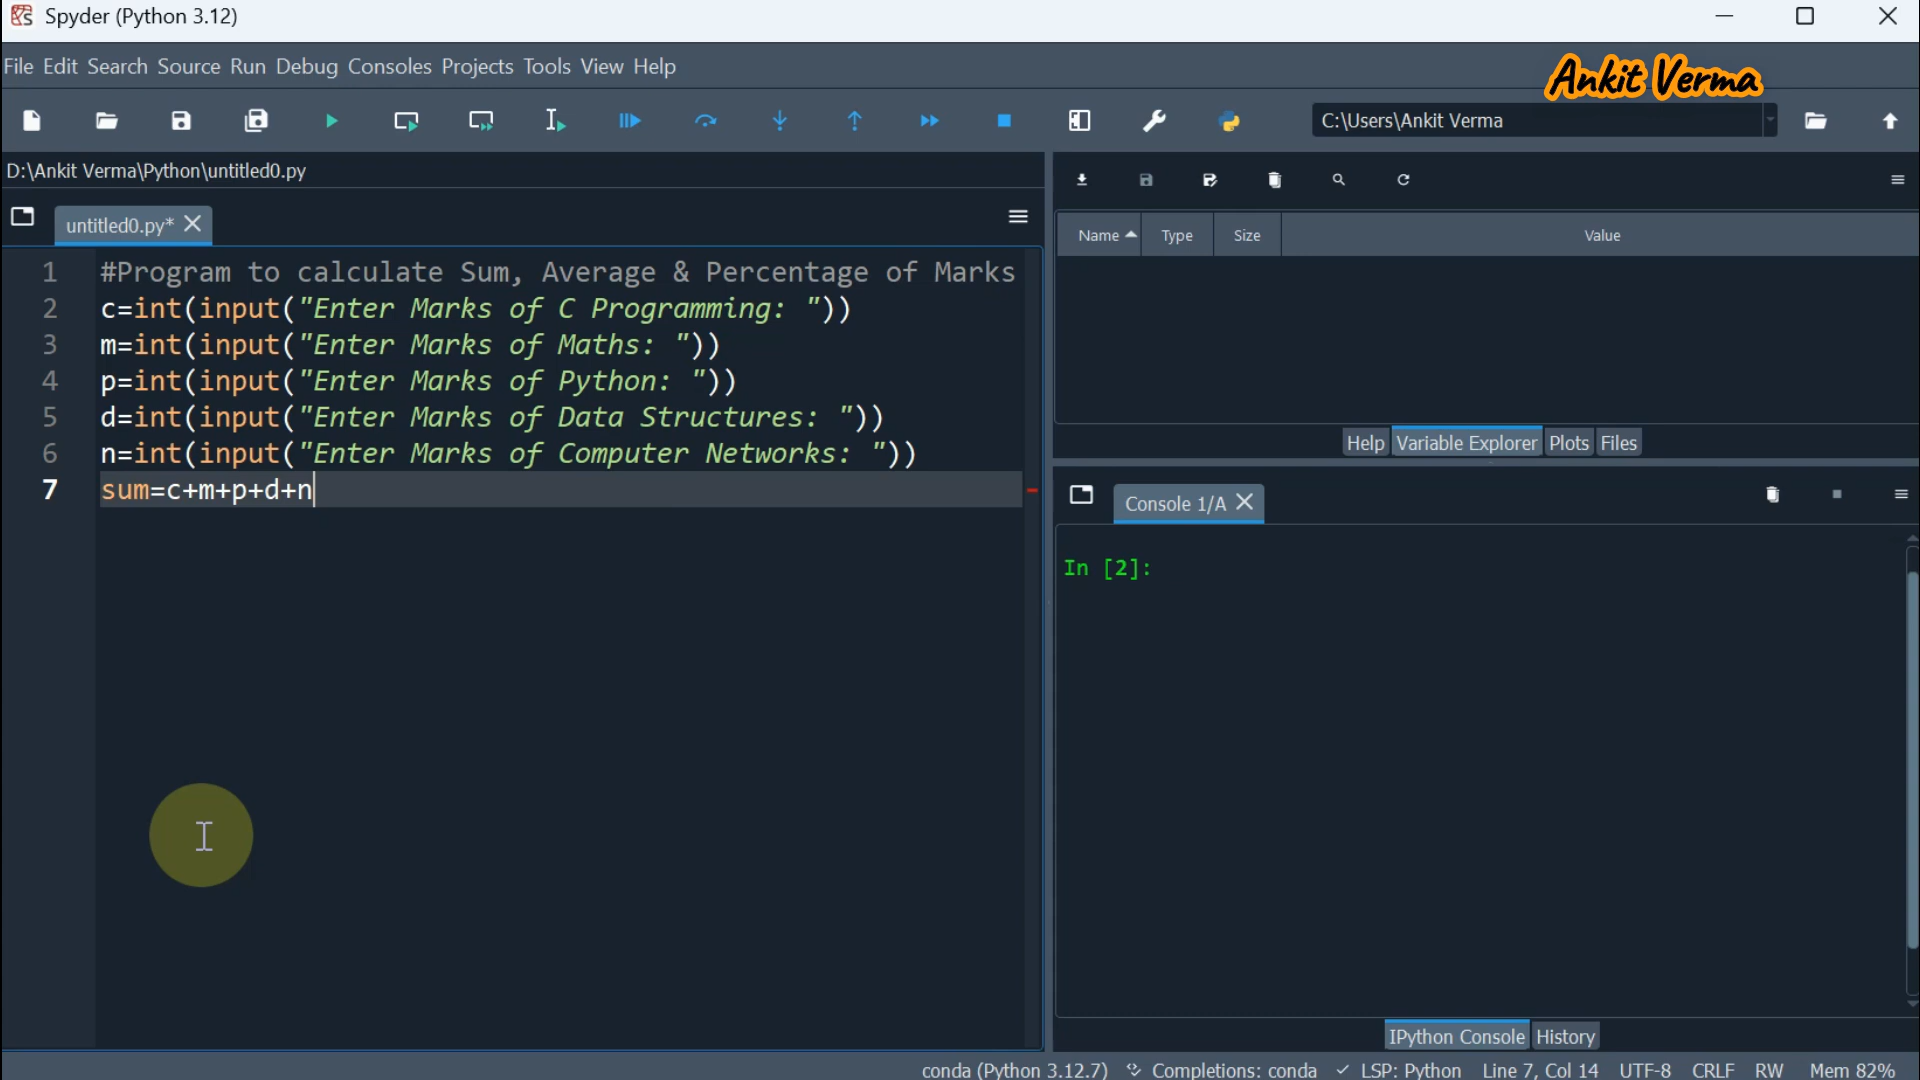 Spyder (Python 3.12)
File Edit Search Source Run Debug Consoles Projects Tools View Help
Ankit Verma
C:\Users\Ankit Verma
D:\Ankit Verma\Python\untitled0.py
untitled0.py*
1 #Program to calculate Sum, Average & Percentage of Marks
2 c=int(input("Enter Marks of C Programming: "))
3 m=int(input("Enter Marks of Maths: "))
4 p=int(input("Enter Marks of Python: "))
5 d=int(input("Enter Marks of Data Structures: "))
6 n=int(input("Enter Marks of Computer Networks: "))
7 sum=c+m+p+d+n
Name Type Size Value
Help Variable Explorer Plots Files
Console 1/A
In [2]:
IPython Console History
conda (Python 3.12.7) Completions: conda LSP: Python Line 7, Col 14 UTF-8 CRLF RW Mem 82%